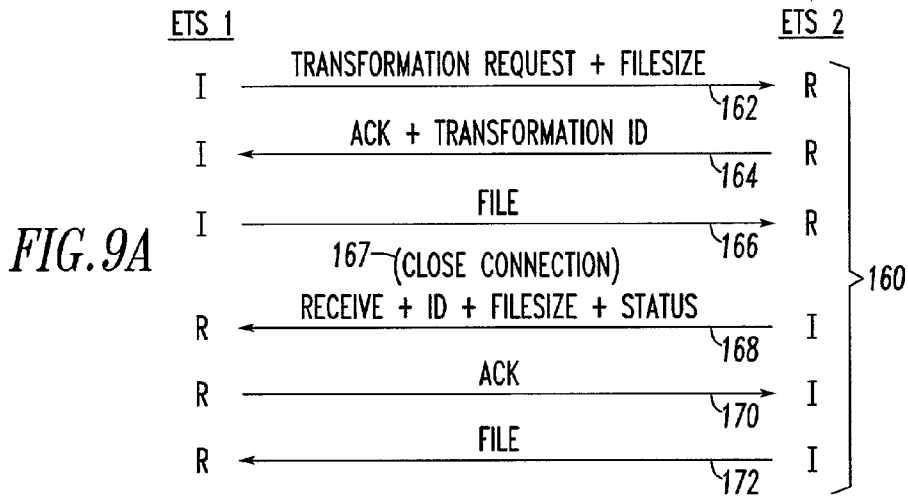 ETS 1 ETS 2
TRANSFORMATION REQUEST + FILESIZE
I R
162
ACK + TRANSFORMATION ID
I R
164
FILE
I R
166
FIG. 9A
167 (CLOSE CONNECTION)
160
RECEIVE + ID + FILESIZE + STATUS
R I
168
ACK
R I
170
FILE
R I
172